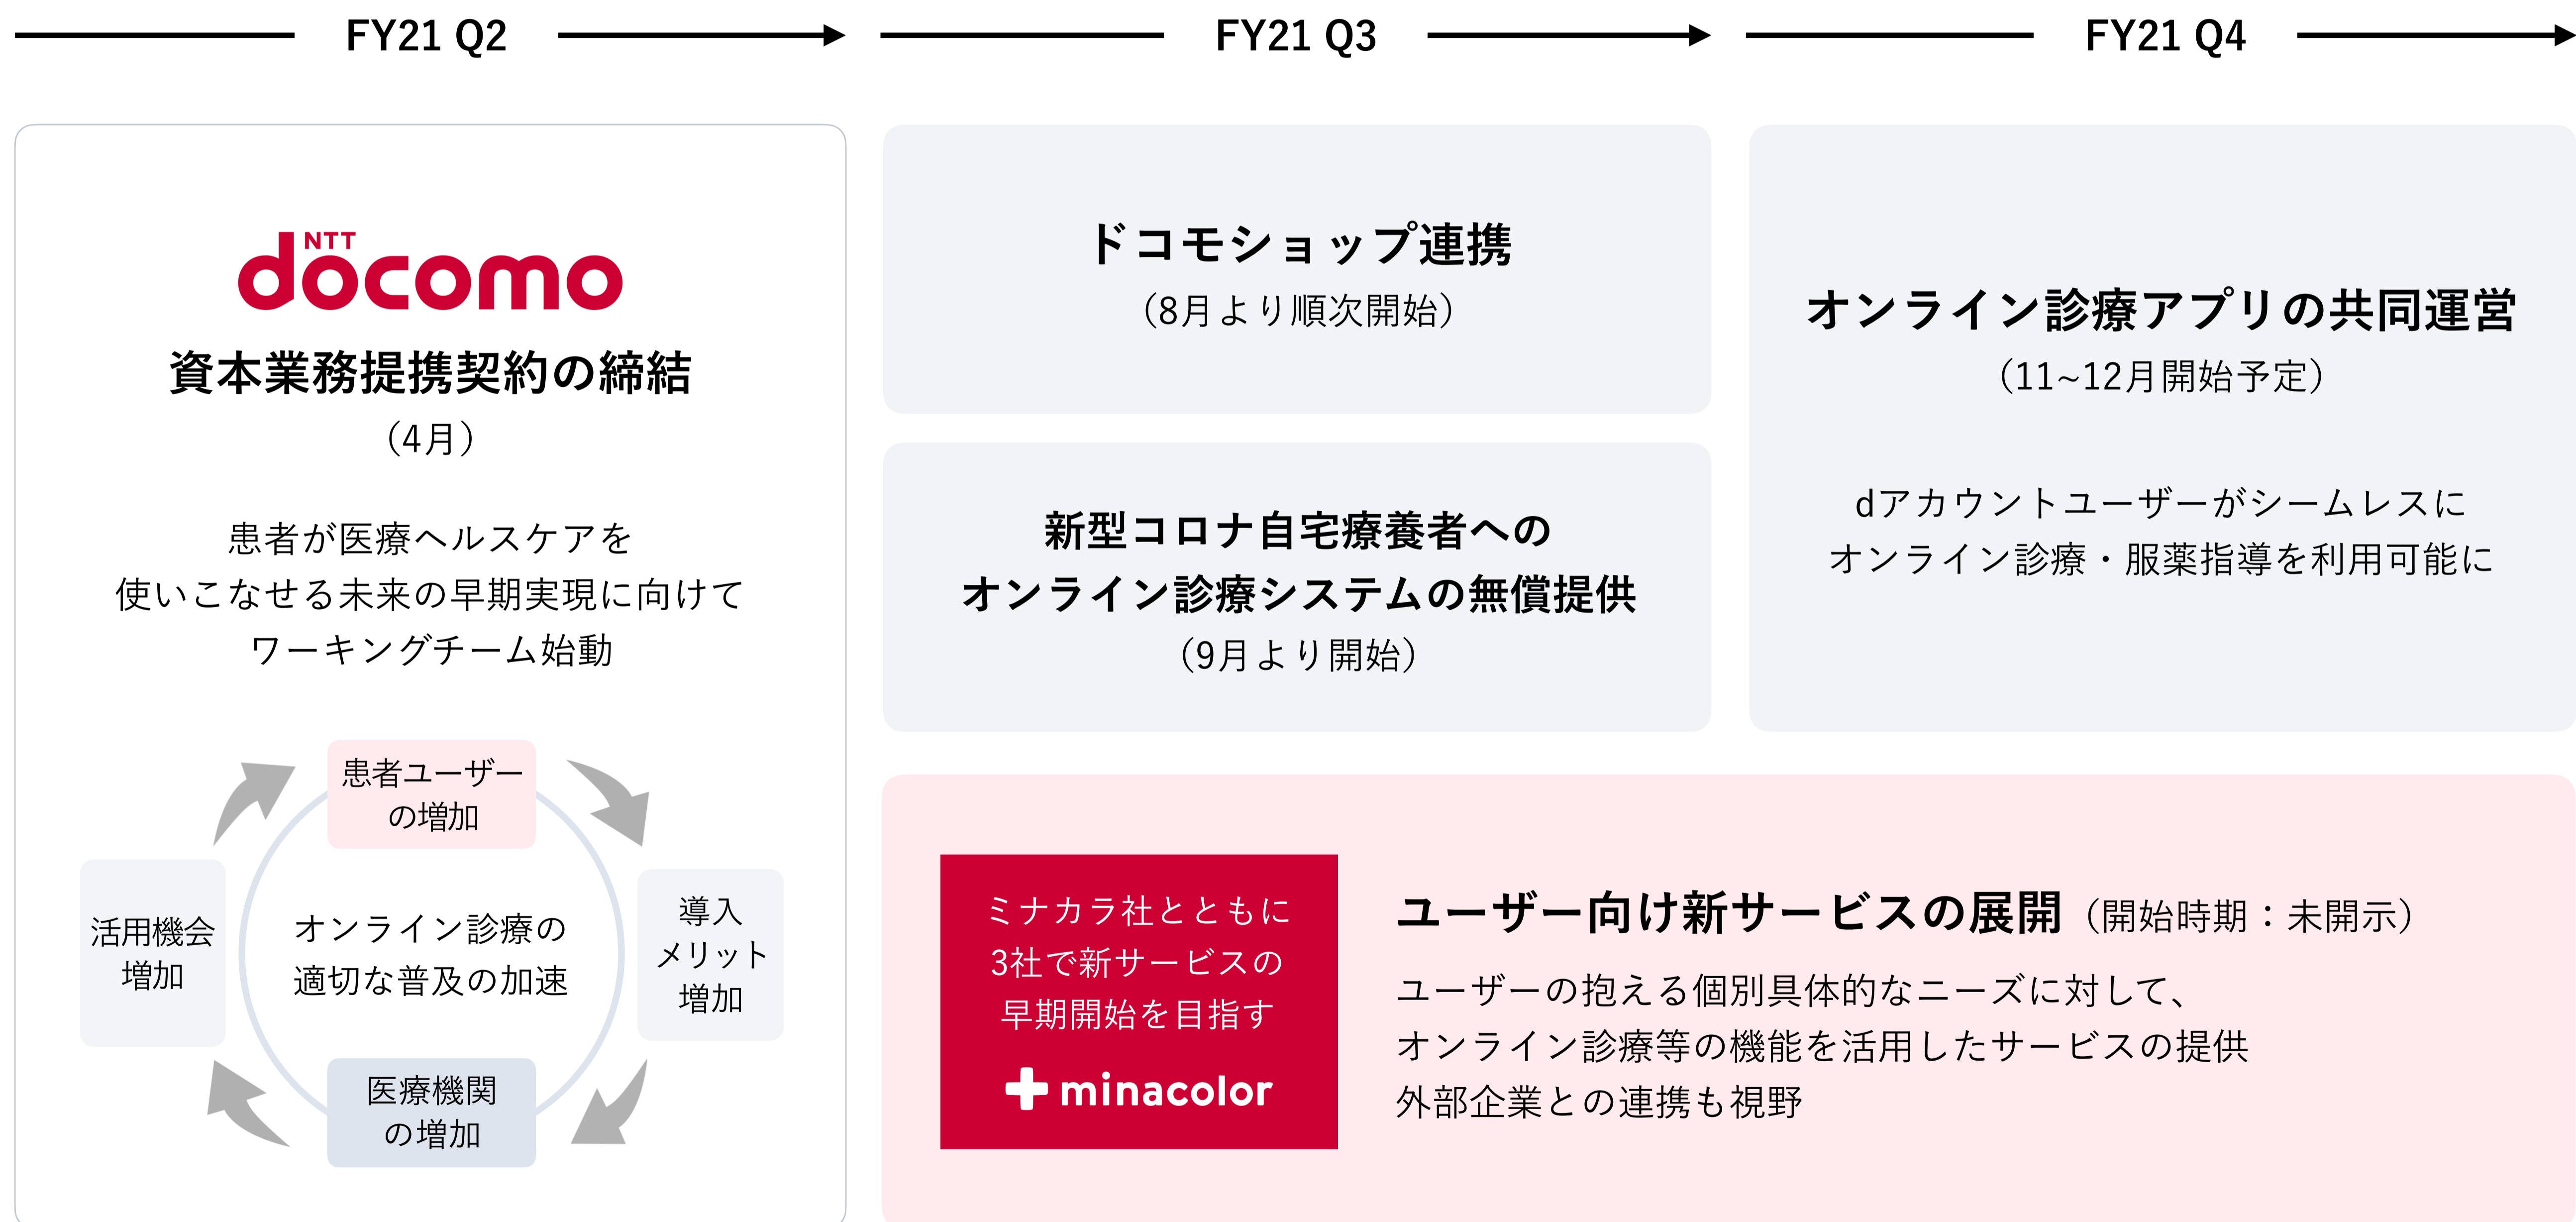 FY21 Q2
FY21 Q3
FY21 Q4
NTT
docomo
資本業務提携契約の締結
（4月）
患者が医療ヘルスケアを
使いこなせる未来の早期実現に向けて
ワーキングチーム始動
患者ユーザー
の増加
導入
メリット
増加
医療機関
の増加
活用機会
増加
オンライン診療の
適切な普及の加速
ドコモショップ連携
（8月より順次開始）
新型コロナ自宅療養者への
オンライン診療システムの無償提供
（9月より開始）
オンライン診療アプリの共同運営
（11~12月開始予定）
dアカウントユーザーがシームレスに
オンライン診療・服薬指導を利用可能に
ミナカラ社とともに
3社で新サービスの
早期開始を目指す
minacolor
ユーザー向け新サービスの展開（開始時期：未開示）
ユーザーの抱える個別具体的なニーズに対して、
オンライン診療等の機能を活用したサービスの提供
外部企業との連携も視野